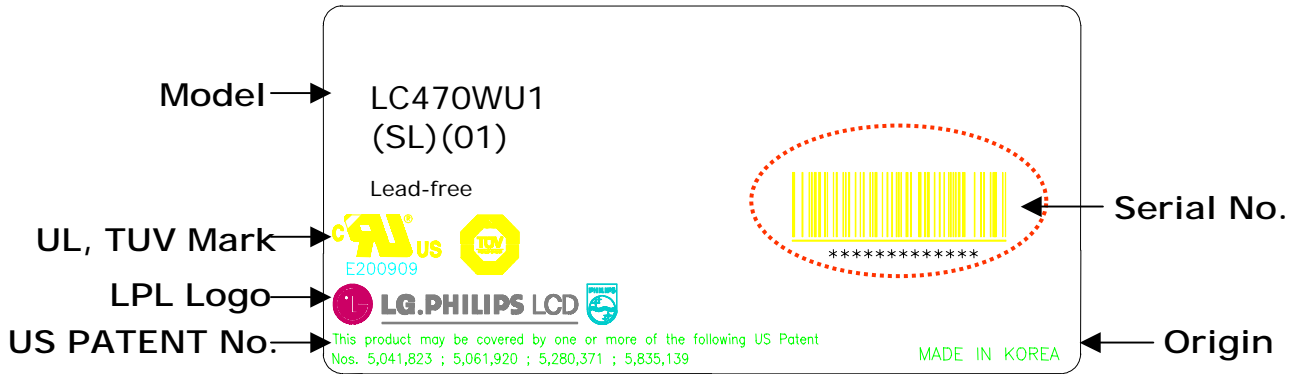 Model
LC470WU1
(SL)(01)
Lead-free
Serial No.
*************
UL, TUV Mark
C ® US
TUV
E200909
LPL Logo
LG.PHILIPS LCD
PHILIPS
US PATENT No.
This product may be covered by one or more of the following US Patent
Nos. 5,041,823 ; 5,061,920 ; 5,280,371 ; 5,835,139
MADE IN KOREA
Origin